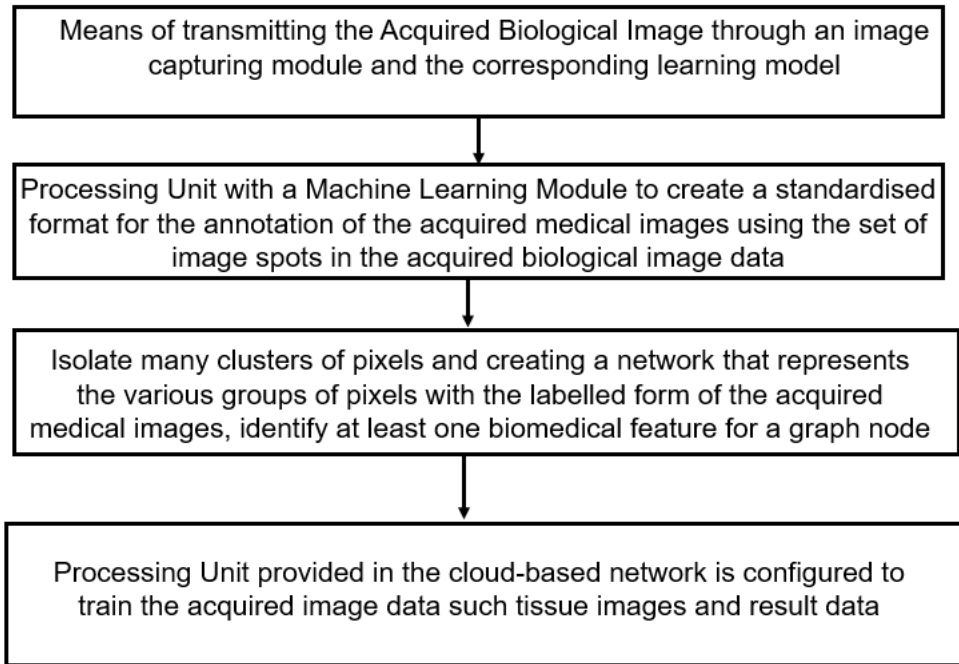 Means of transmitting the Acquired Biological Image through an image
capturing module and the corresponding learning model
Processing Unit with a Machine Learning Module to create a standardised
format for the annotation of the acquired medical images using the set of
image spots in the acquired biological image data
Isolate many clusters of pixels and creating a network that represents
the various groups of pixels with the labelled form of the acquired
medical images, identify at least one biomedical feature for a graph node
Processing Unit provided in the cloud-based network is configured to
train the acquired image data such tissue images and result data